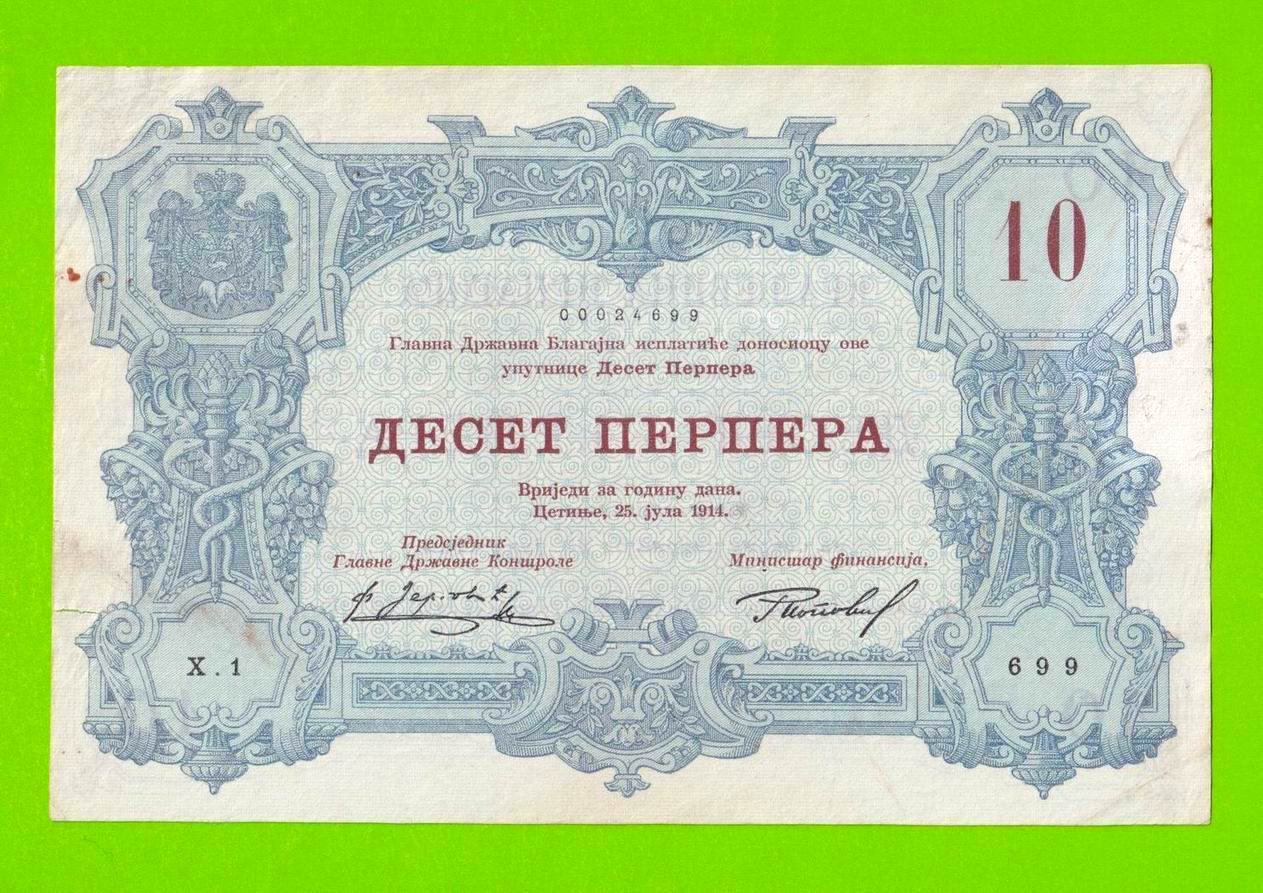 10
00024699
Главна Државна Благајна исплатиће доносиоцу ове
упутнице Десет Перпера
ДЕСЕТ ПЕРПЕРА
Вриједи за годину дана.
Цетиње, 25. јула 1914.
Предсједник
Главне Државне Контроле
Министар финансија,
X.1
699